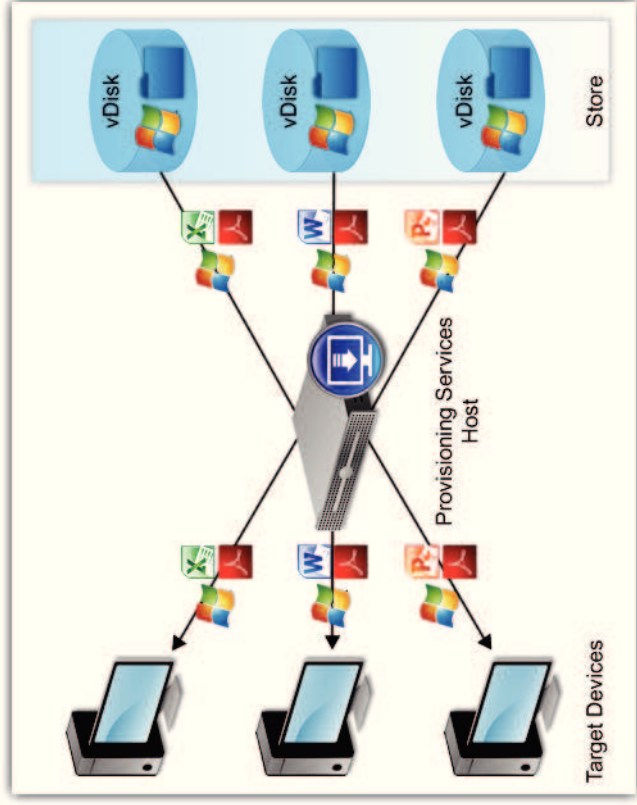 vDisk
vDisk
vDisk
Store
Provisioning Services
Host
Target Devices